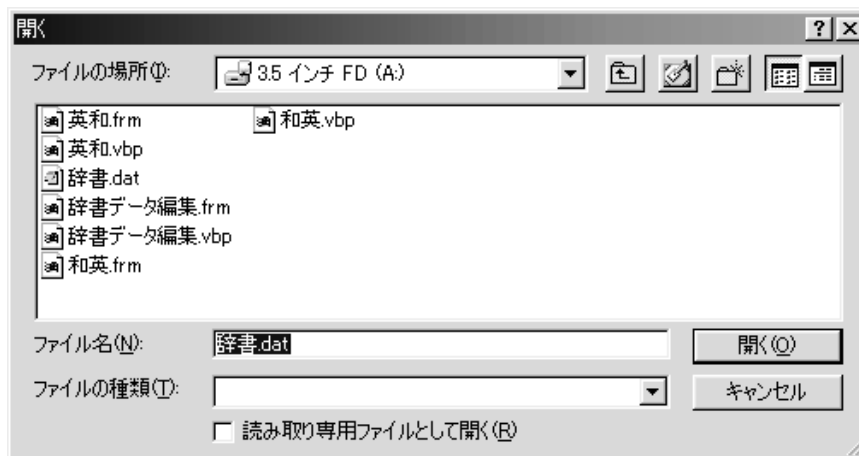 開く
ファイルの場所(I):
3.5 インチ FD (A:)
英和.frm
英和.vbp
辞書.dat
辞書データ編集.frm
辞書データ編集.vbp
和英.frm
和英.vbp
ファイル名(N):
辞書.dat
開く(O)
ファイルの種類(T):
キャンセル
読み取り専用ファイルとして開く(R)